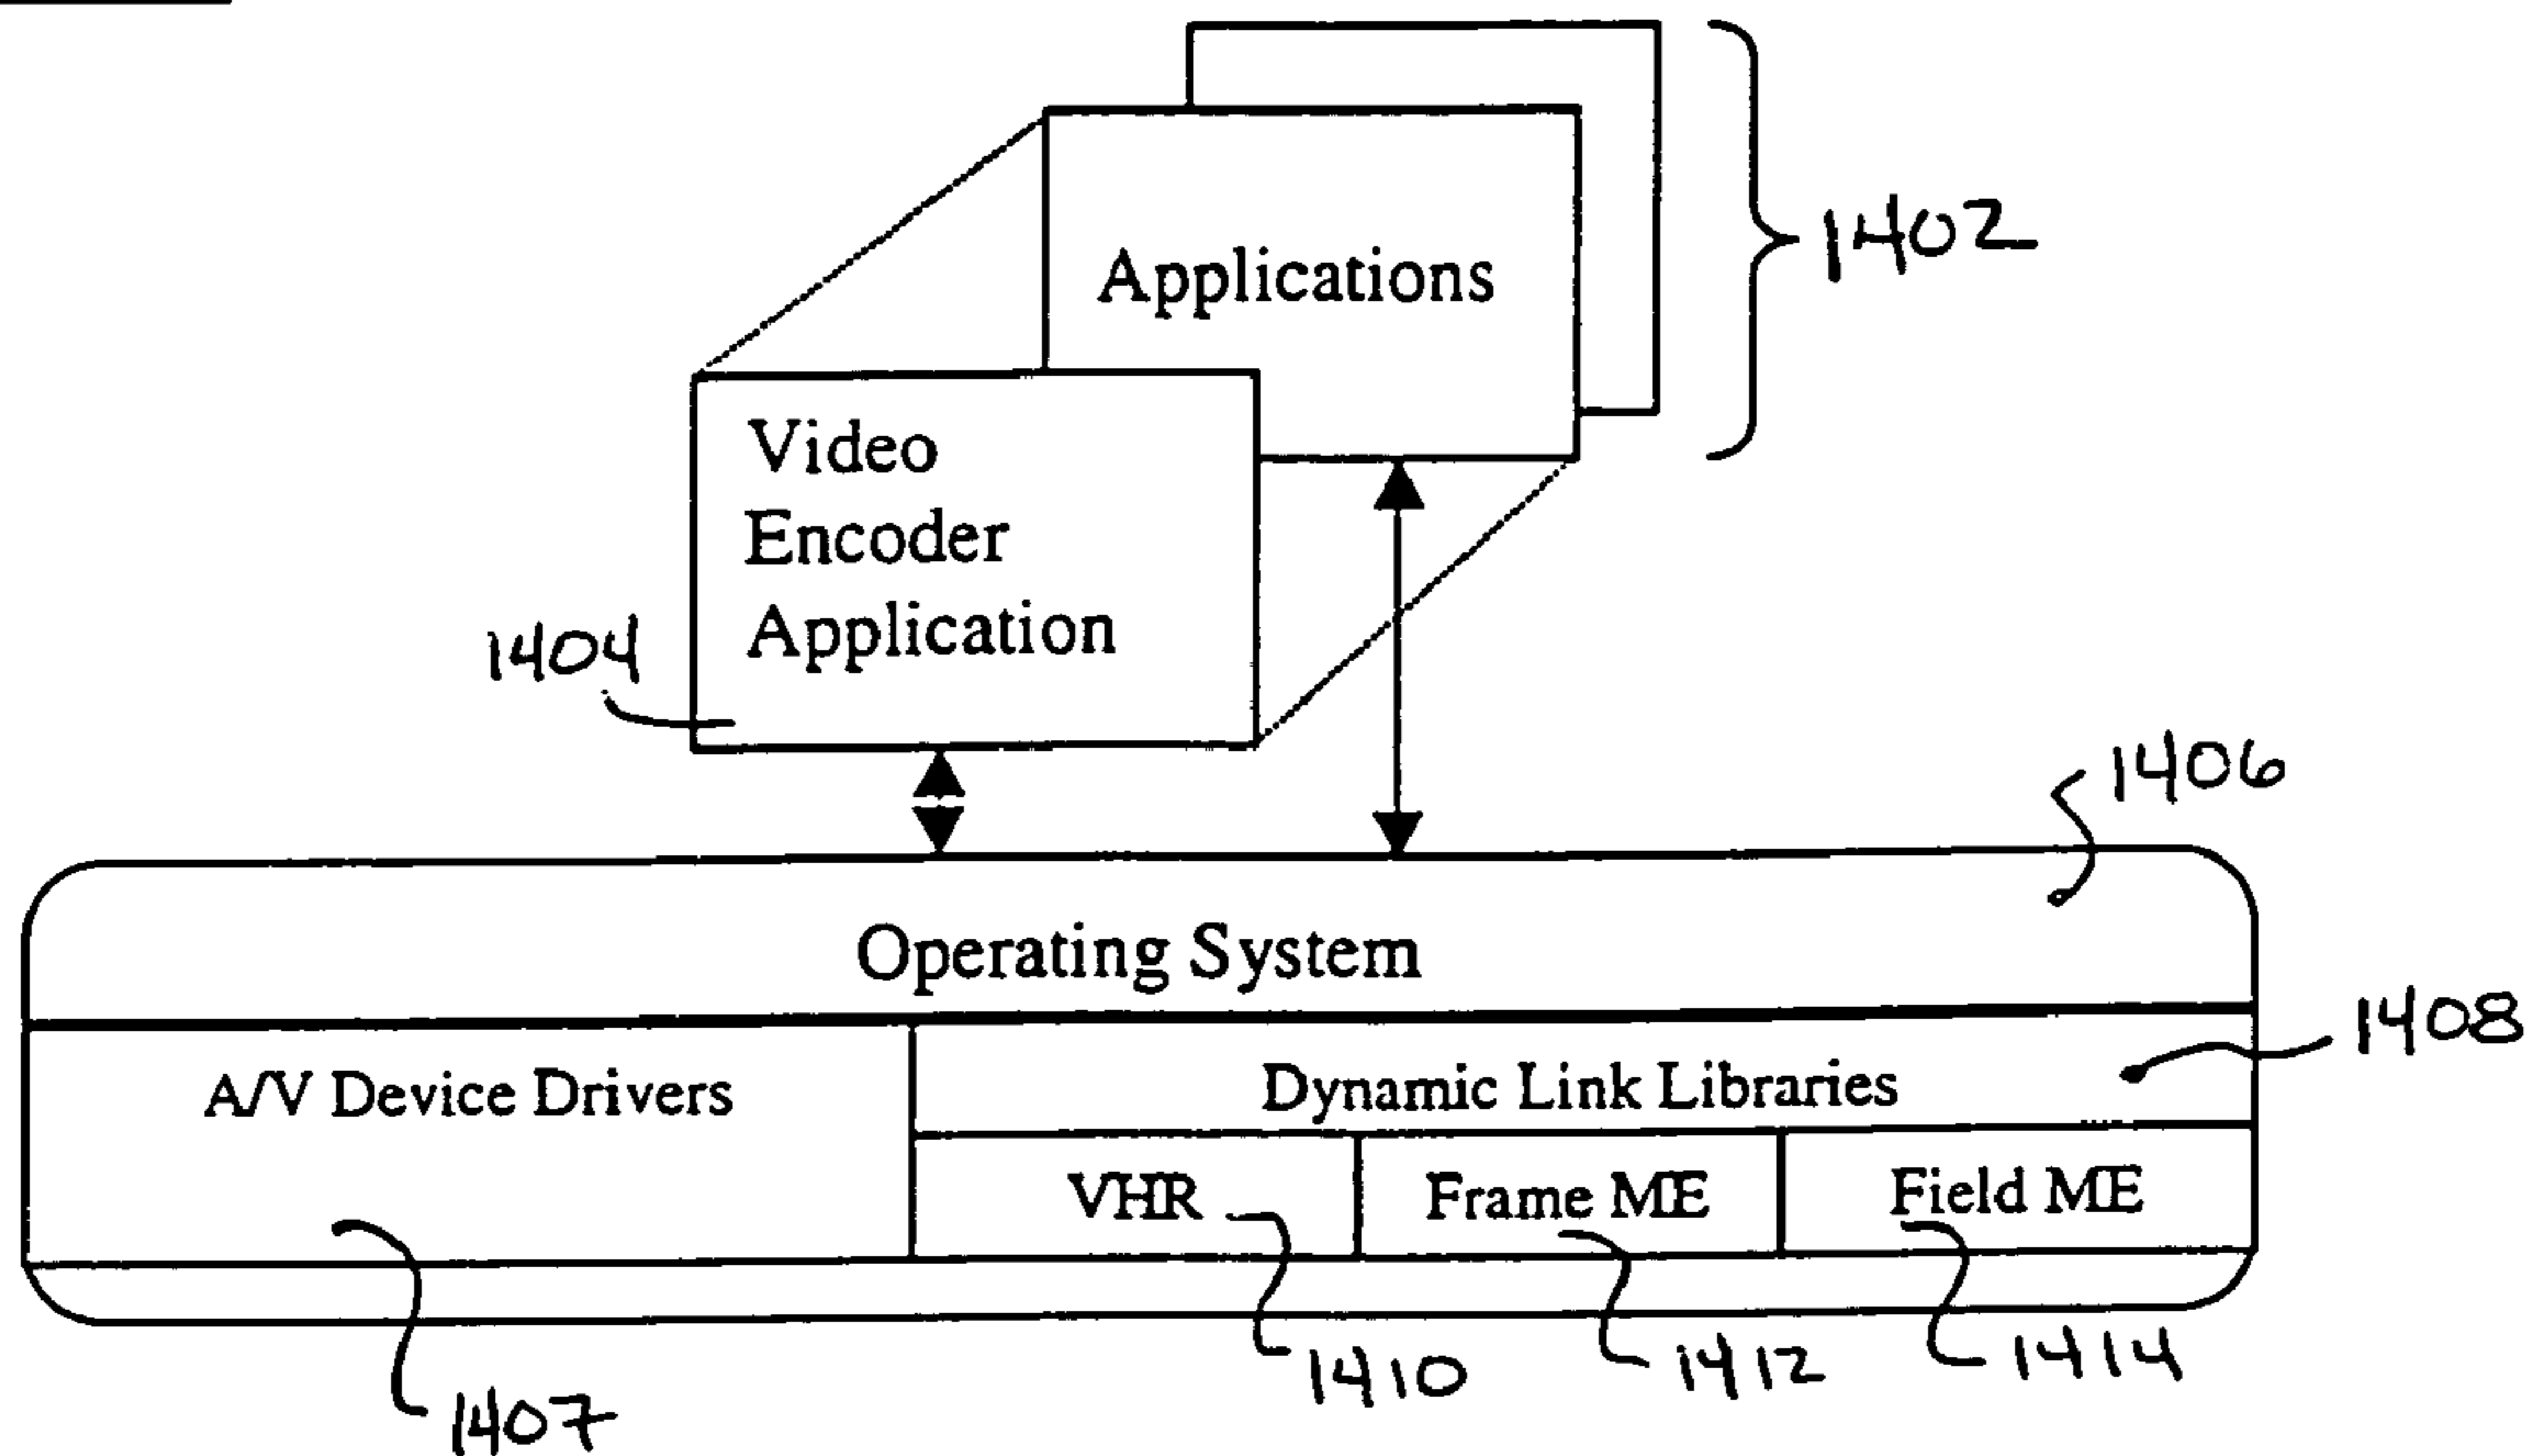 1402
Applications
Video
Encoder
Application
1404
1406
Operating System
1408
A/V Device Drivers
Dynamic Link Libraries
VHR
Frame ME
Field ME
1407
1410
1412
1414